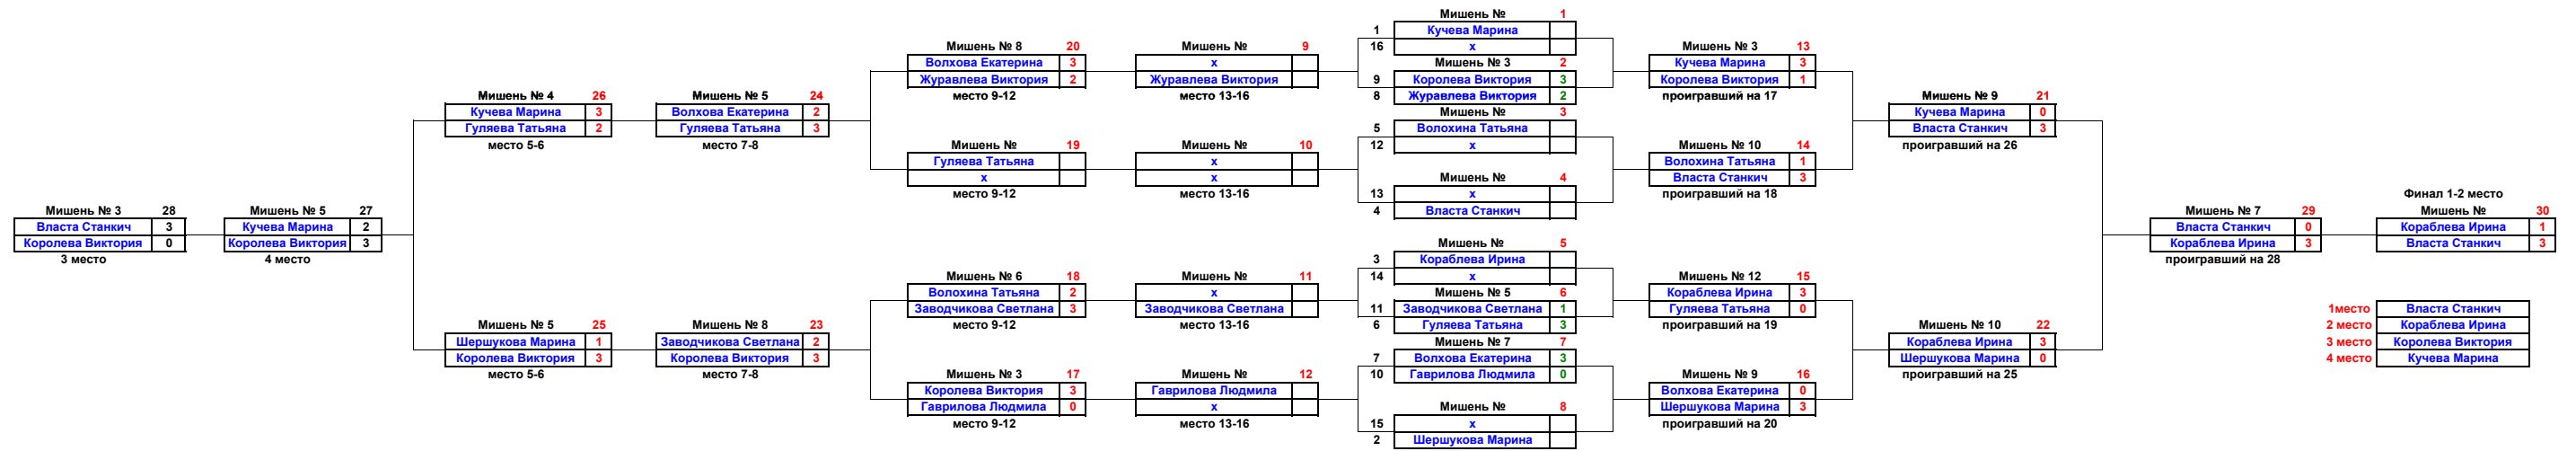 Мишень № 3 28
Власта Станкич 3
Королева Виктория 0
3 место
Мишень № 5 27
Кучева Марина 2
Королева Виктория 3
4 место
Мишень № 4 26
Кучева Марина 3
Гуляева Татьяна 2
место 5-6
Мишень № 5 25
Шершукова Марина 1
Королева Виктория 3
место 5-6
Мишень № 5 24
Волхова Екатерина 2
Гуляева Татьяна 3
место 7-8
Мишень № 8 23
Заводчикова Светлана 2
Королева Виктория 3
место 7-8
Мишень № 8 20
Волхова Екатерина 3
Журавлева Виктория 2
место 9-12
Мишень № 19
Гуляева Татьяна
x
место 9-12
Мишень № 6 18
Волохина Татьяна 2
Заводчикова Светлана 3
место 9-12
Мишень № 3 17
Королева Виктория 3
Гаврилова Людмила 0
место 9-12
Мишень № 9
x
Журавлева Виктория
место 13-16
Мишень № 10
x
x
место 13-16
Мишень № 11
x
Заводчикова Светлана
место 13-16
Мишень № 12
Гаврилова Людмила
x
место 13-16
Мишень № 1
1 Кучева Марина
16 x
Мишень № 3 2
9 Королева Виктория 3
8 Журавлева Виктория 2
Мишень № 3
5 Волохина Татьяна
12 x
Мишень № 4
13 x
4 Власта Станкич
Мишень № 5
3 Кораблева Ирина
14 x
Мишень № 5 6
11 Заводчикова Светлана 1
6 Гуляева Татьяна 3
Мишень № 7 7
7 Волхова Екатерина 3
10 Гаврилова Людмила 0
Мишень № 8
15 x
2 Шершукова Марина
Мишень № 3 13
Кучева Марина 3
Королева Виктория 1
проигравший на 17
Мишень № 10 14
Волохина Татьяна 1
Власта Станкич 3
проигравший на 18
Мишень № 12 15
Кораблева Ирина 3
Гуляева Татьяна 0
проигравший на 19
Мишень № 9 16
Волхова Екатерина 0
Шершукова Марина 3
проигравший на 20
Мишень № 9 21
Кучева Марина 0
Власта Станкич 3
проигравший на 26
Мишень № 10 22
Кораблева Ирина 3
Шершукова Марина 0
проигравший на 25
Мишень № 7 29
Власта Станкич 0
Кораблева Ирина 3
проигравший на 28
Финал 1-2 место
Мишень № 30
Кораблева Ирина 1
Власта Станкич 3
1место Власта Станкич
2 место Кораблева Ирина
3 место Королева Виктория
4 место Кучева Марина